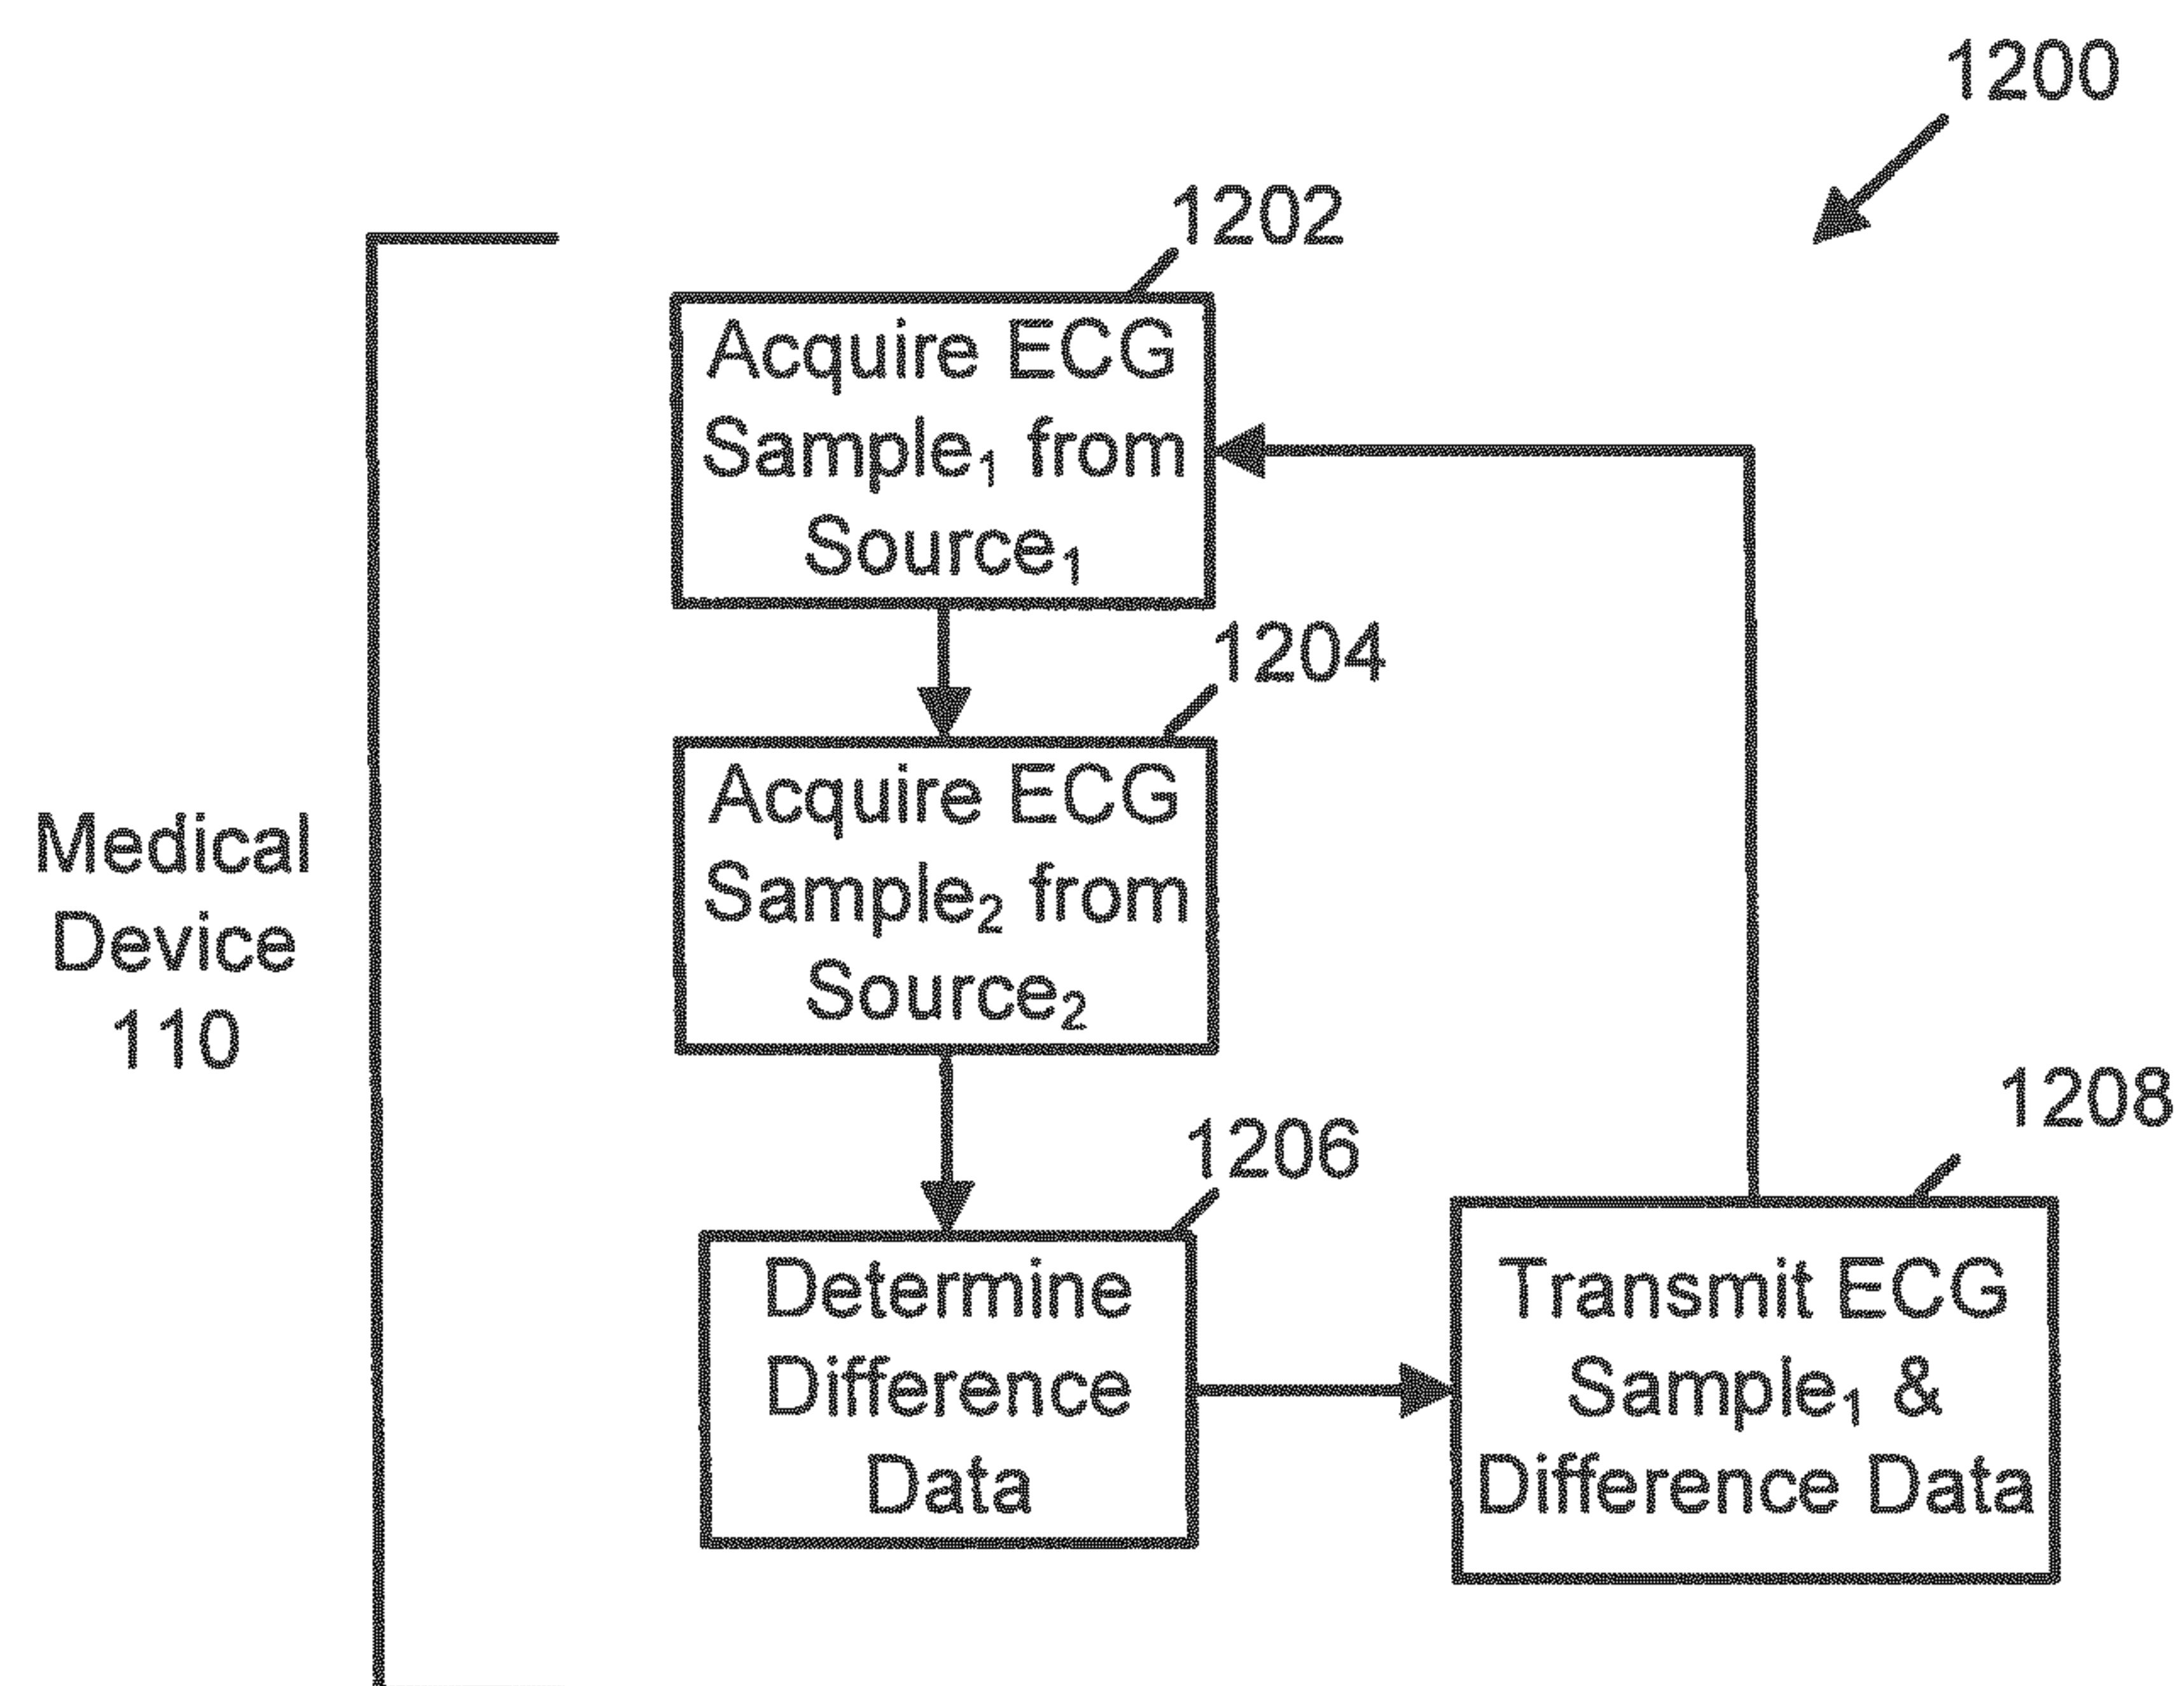 1200
1202
Acquire ECG
Sample₁ from
Source₁
1204
Acquire ECG
Sample₂ from
Source₂
Medical
Device
110
1206
Determine
Difference
Data
1208
Transmit ECG
Sample₁ &
Difference Data